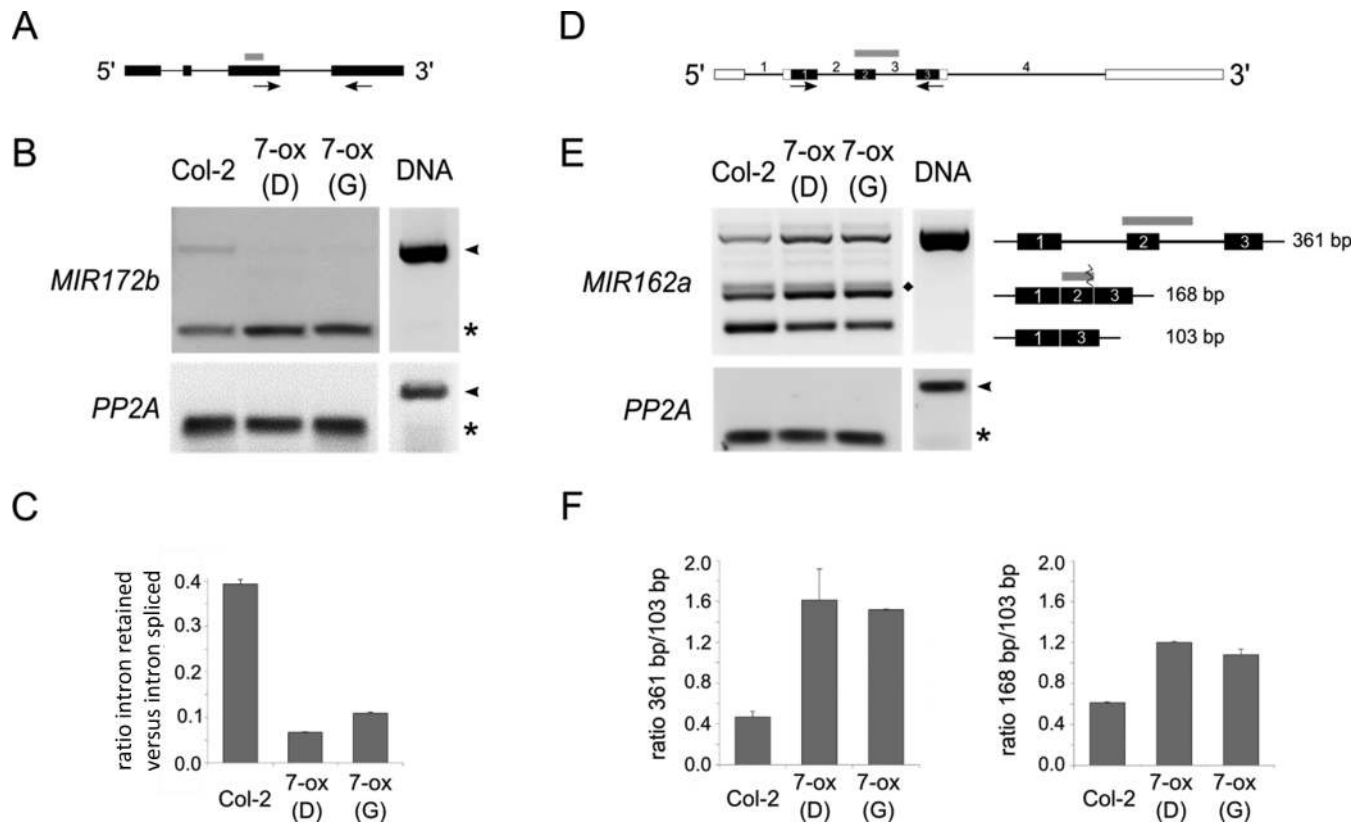 A
5' 3'
B
Col-2 7-ox (D) 7-ox (G) DNA
MIR172b
*
PP2A
*
C
ratio intron retained
versus intron spliced
0.4
0.3
0.2
0.1
0.0
Col-2 7-ox (D) 7-ox (G)
D
5' 1 1 2 2 3 3 4 3'
E
Col-2 7-ox (D) 7-ox (G) DNA
MIR162a
1 2 3 361 bp
1 2 3 168 bp
1 3 103 bp
PP2A
*
F
ratio 361 bp/103 bp
2.0
1.6
1.2
0.8
0.4
0.0
Col-2 7-ox (D) 7-ox (G)
ratio 168 bp/103 bp
2.0
1.6
1.2
0.8
0.4
0.0
Col-2 7-ox (D) 7-ox (G)